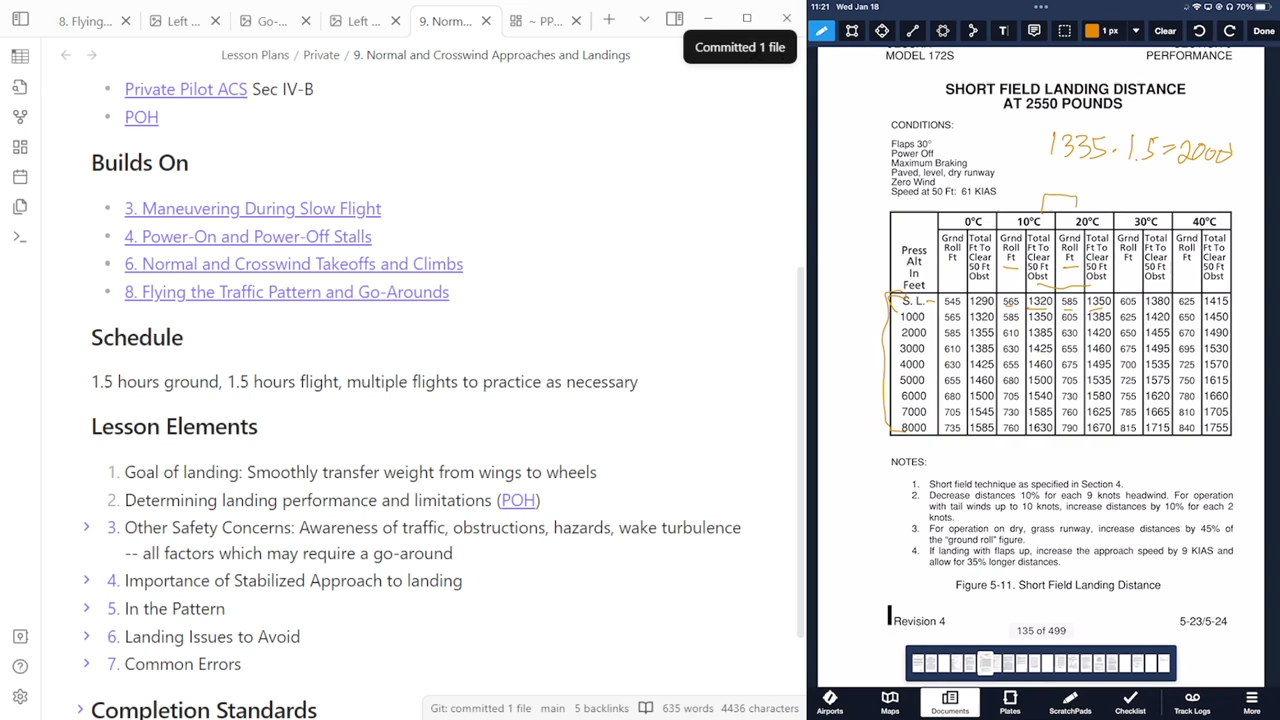 8. Flying...
Left ...
Go-...
Left ...
9. Norm...
~ PP...
Committed 1 file
Lesson Plans / Private / 9. Normal and Crosswind Approaches and Landings
Private Pilot ACS Sec IV-B
POH
Builds On
3. Maneuvering During Slow Flight
4. Power-On and Power-Off Stalls
6. Normal and Crosswind Takeoffs and Climbs
8. Flying the Traffic Pattern and Go-Arounds
Schedule
1.5 hours ground, 1.5 hours flight, multiple flights to practice as necessary
Lesson Elements
1. Goal of landing: Smoothly transfer weight from wings to wheels
2. Determining landing performance and limitations (POH)
3. Other Safety Concerns: Awareness of traffic, obstructions, hazards, wake turbulence
-- all factors which may require a go-around
4. Importance of Stabilized Approach to landing
5. In the Pattern
6. Landing Issues to Avoid
7. Common Errors
Completion Standards
Git: committed 1 file main 5 backlinks 635 words 4436 characters
11:21 Wed Jan 18
70%
T
1 px
Clear
Done
MODEL 172S
PERFORMANCE
SHORT FIELD LANDING DISTANCE
AT 2550 POUNDS
CONDITIONS:
1335 · 1.5 = 2000
Flaps 30°
Power Off
Maximum Braking
Paved, level, dry runway
Zero Wind
Speed at 50 Ft: 61 KIAS
0°C 10°C 20°C 30°C 40°C
Press
Alt
In
Feet
Grnd Total Grnd Total Grnd Total Grnd Total Grnd Total
Roll Ft To Roll Ft To Roll Ft To Roll Ft To Roll Ft To
Ft Clear Ft Clear Ft Clear Ft Clear Ft Clear
50 Ft 50 Ft 50 Ft 50 Ft 50 Ft
Obst Obst Obst Obst Obst
S. L. 545 1290 565 1320 585 1350 605 1380 625 1415
1000 565 1320 585 1350 605 1385 625 1420 650 1450
2000 585 1355 610 1385 630 1420 650 1455 670 1490
3000 610 1385 630 1425 655 1460 675 1495 695 1530
4000 630 1425 655 1460 675 1495 700 1535 725 1570
5000 655 1460 680 1500 705 1535 725 1575 750 1615
6000 680 1500 705 1540 730 1580 755 1620 780 1660
7000 705 1545 730 1585 760 1625 785 1665 810 1705
8000 735 1585 760 1630 790 1670 815 1715 840 1755
NOTES:
1. Short field technique as specified in Section 4.
2. Decrease distances 10% for each 9 knots headwind. For operation
with tail winds up to 10 knots, increase distances by 10% for each 2
knots.
3. For operation on dry, grass runway, increase distances by 45% of
the "ground roll" figure.
4. If landing with flaps up, increase the approach speed by 9 KIAS and
allow for 35% longer distances.
Figure 5-11. Short Field Landing Distance
Revision 4
5-23/5-24
135 of 499
Airports
Maps
Documents
Plates
ScratchPads
Checklist
Track Logs
More